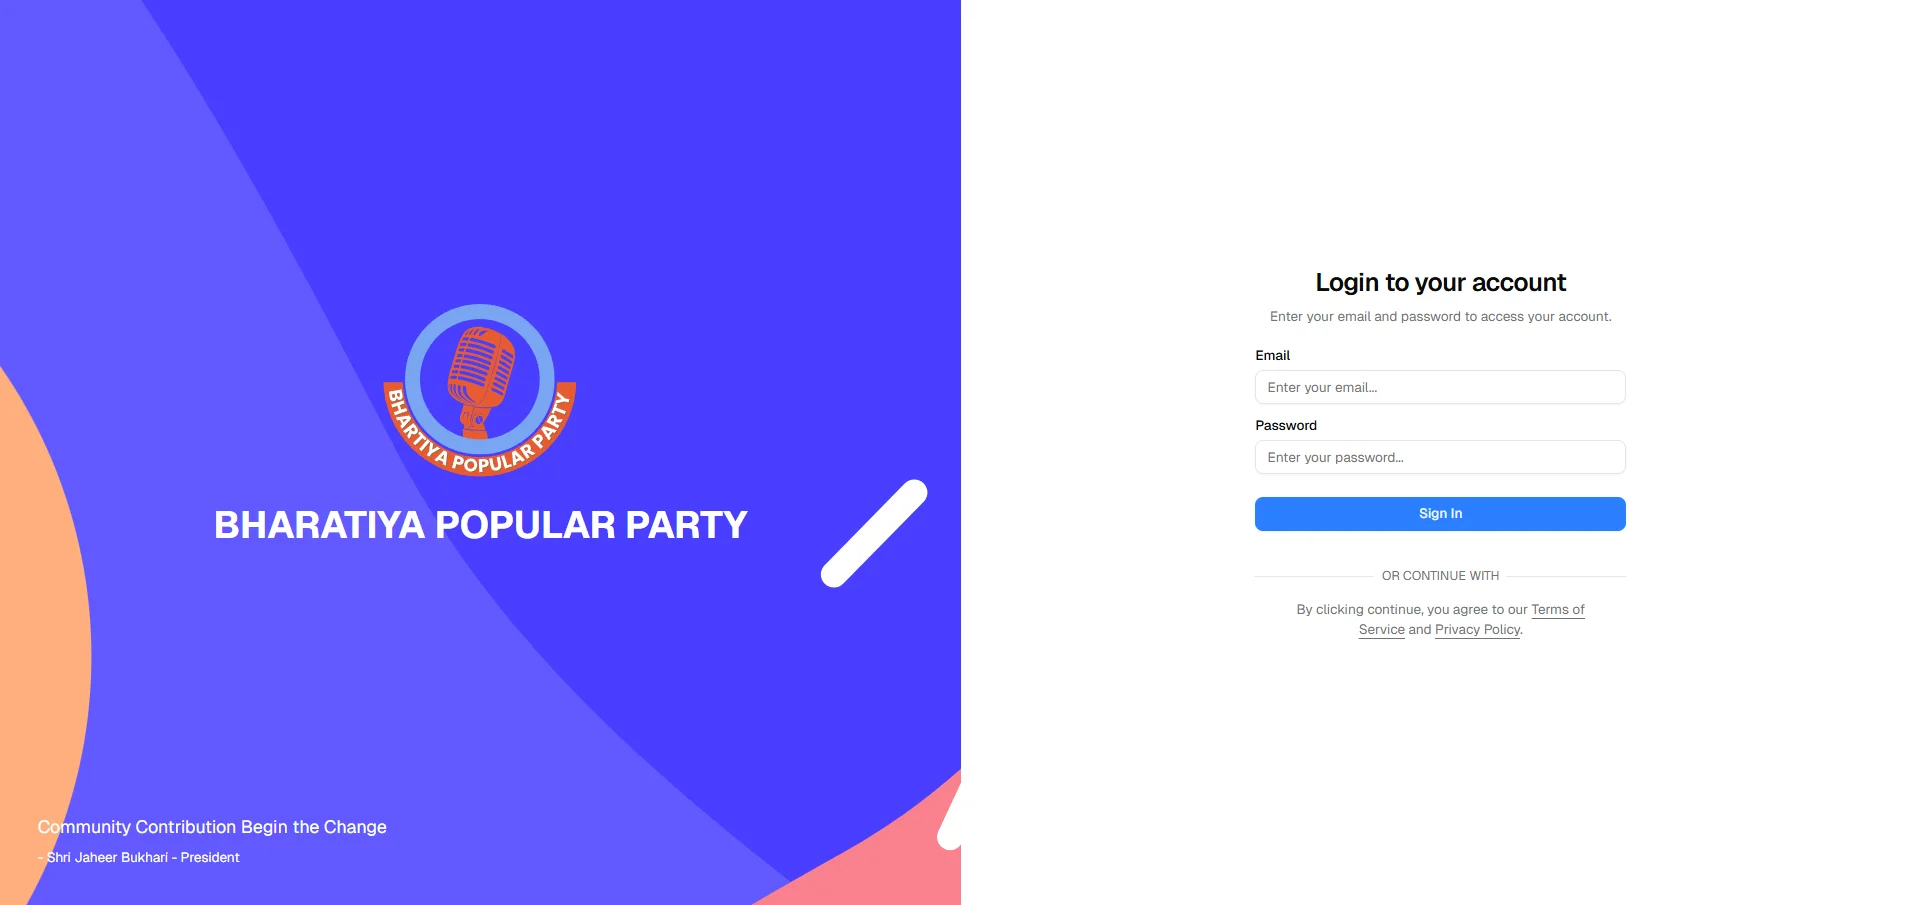 BHARTIYA POPULAR PARTY
BHARATIYA POPULAR PARTY
Community Contribution Begin the Change
- Shri Jaheer Bukhari - President
Login to your account
Enter your email and password to access your account.
Email
Enter your email...
Password
Enter your password...
Sign In
OR CONTINUE WITH
By clicking continue, you agree to our Terms of
Service and Privacy Policy.